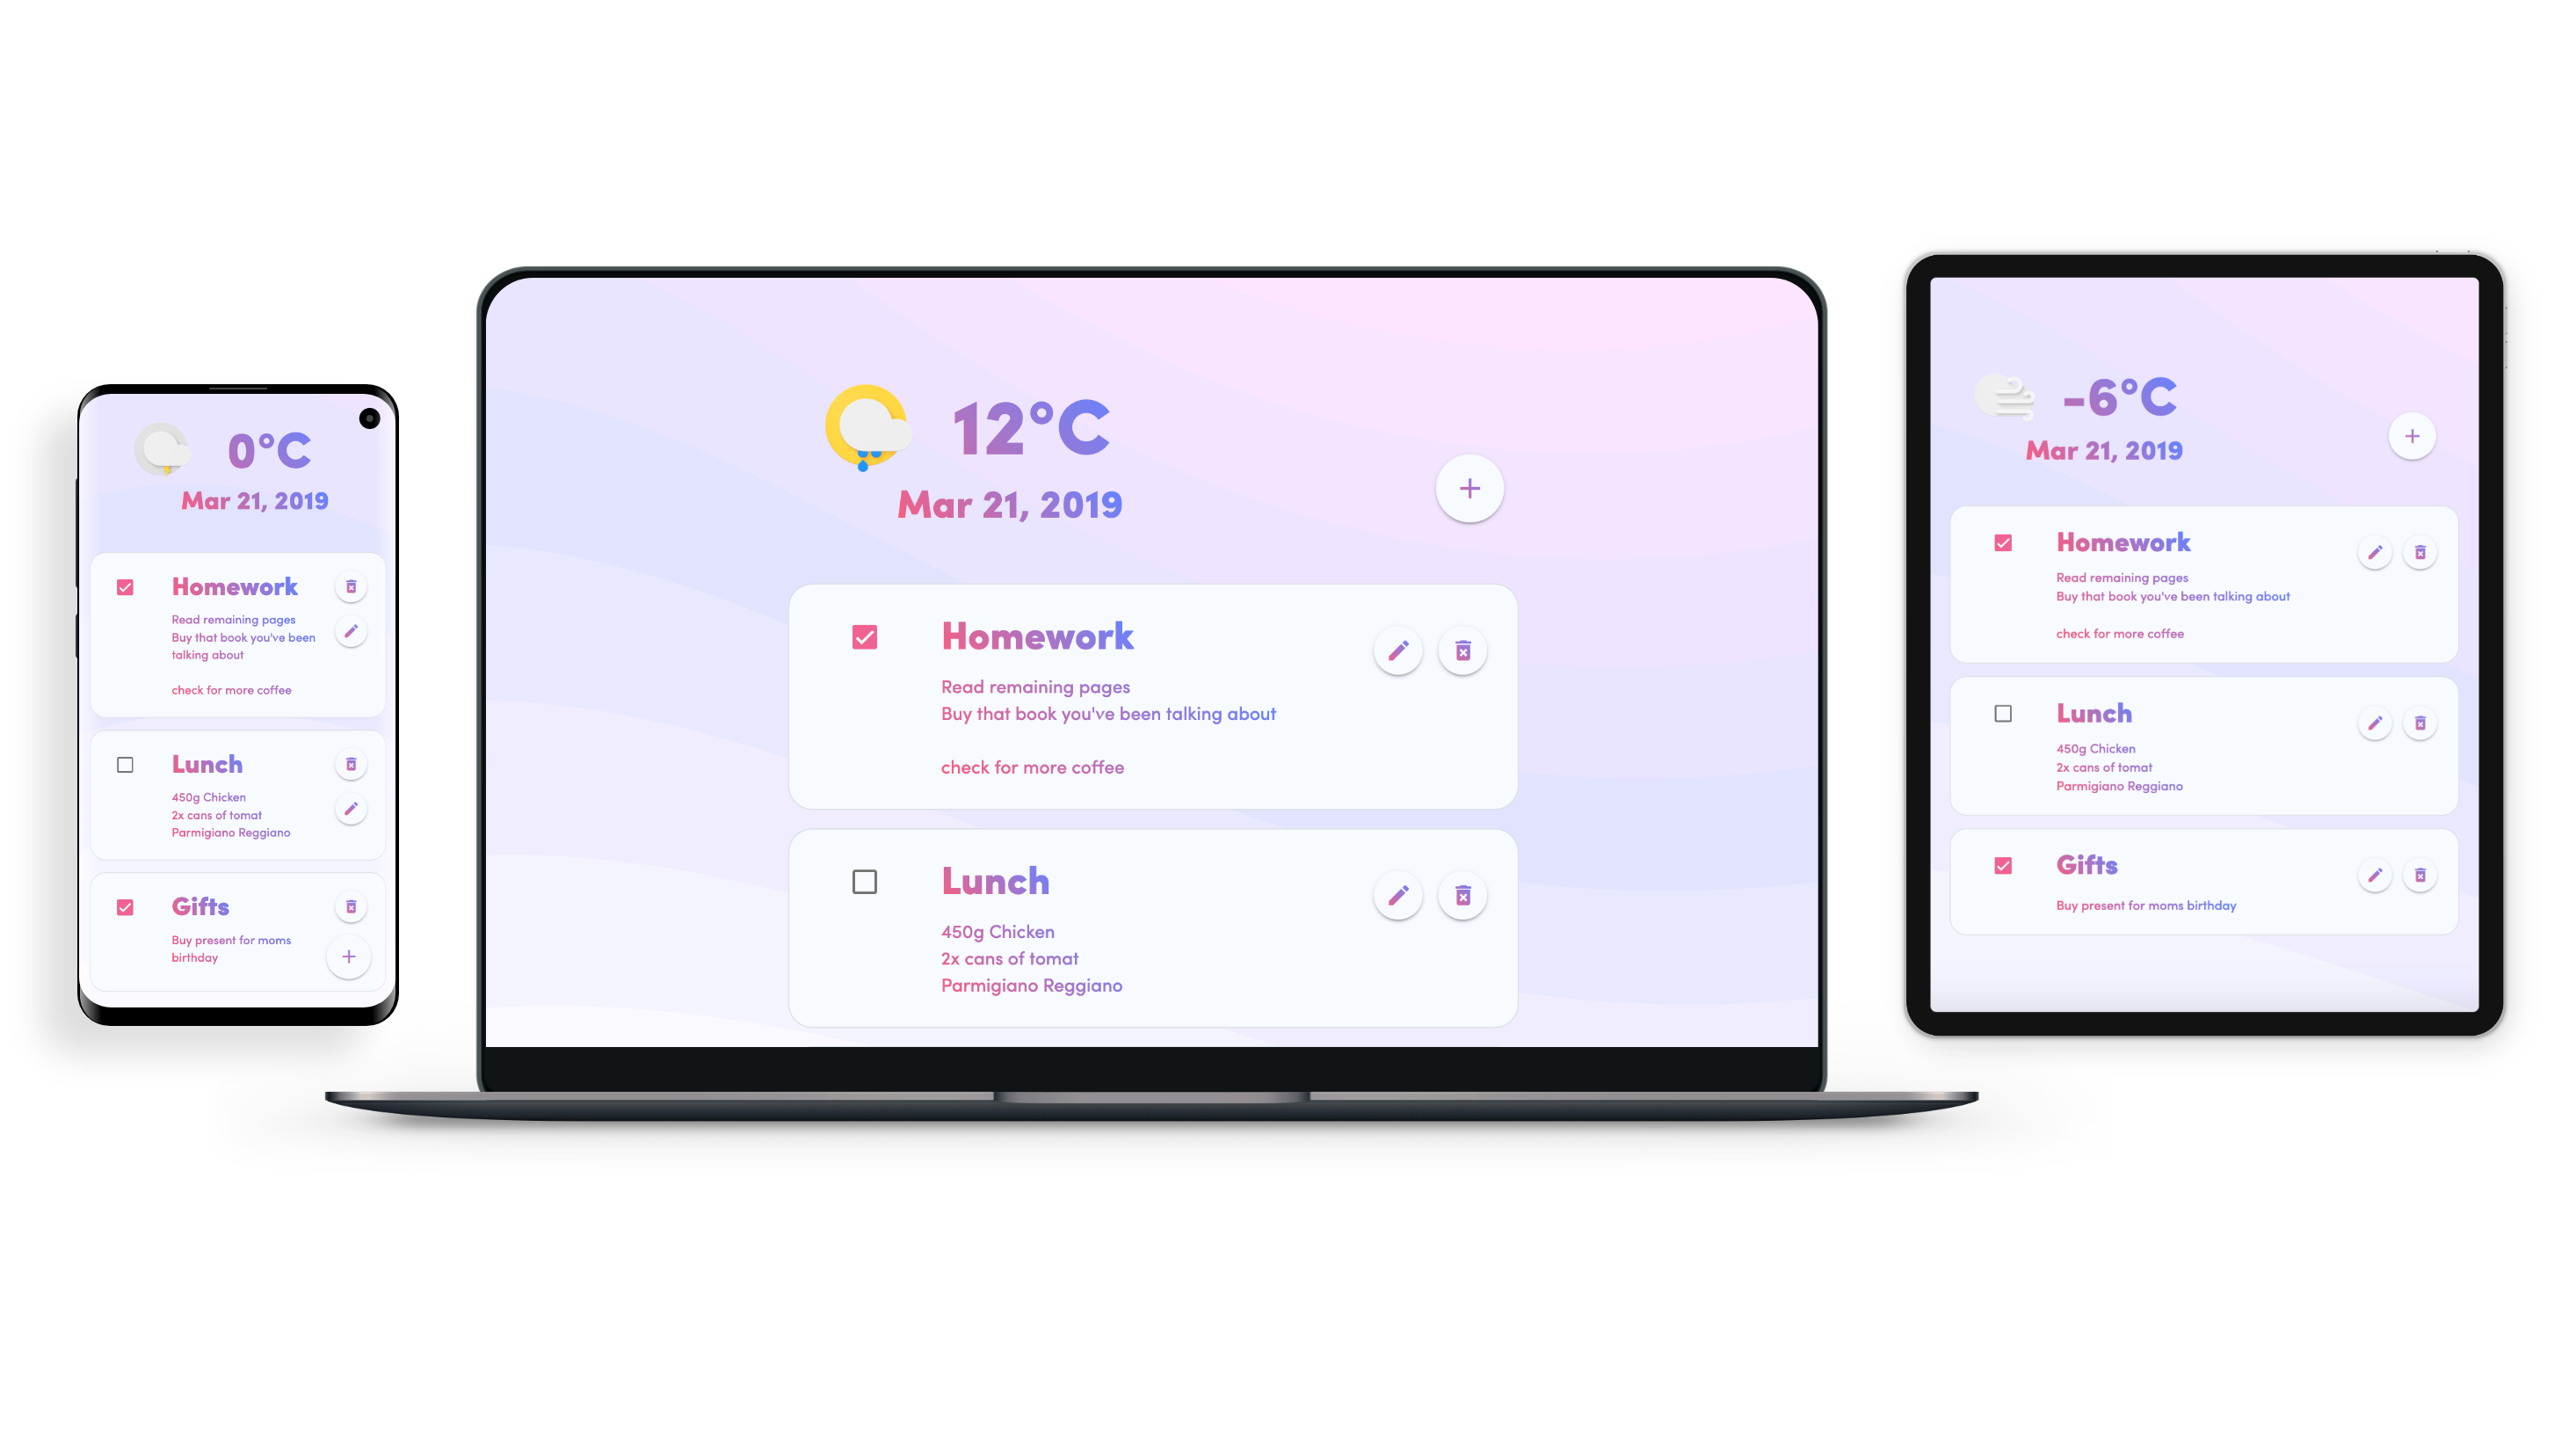 0°C
Mar 21, 2019
Homework
Read remaining pages
Buy that book you've been
talking about
check for more coffee
Lunch
450g Chicken
2x cans of tomat
Parmigiano Reggiano
Gifts
Buy present for moms
birthday
12°C
Mar 21, 2019
Homework
Read remaining pages
Buy that book you've been talking about
check for more coffee
Lunch
450g Chicken
2x cans of tomat
Parmigiano Reggiano
-6°C
Mar 21, 2019
Homework
Read remaining pages
Buy that book you've been talking about
check for more coffee
Lunch
450g Chicken
2x cans of tomat
Parmigiano Reggiano
Gifts
Buy present for moms birthday